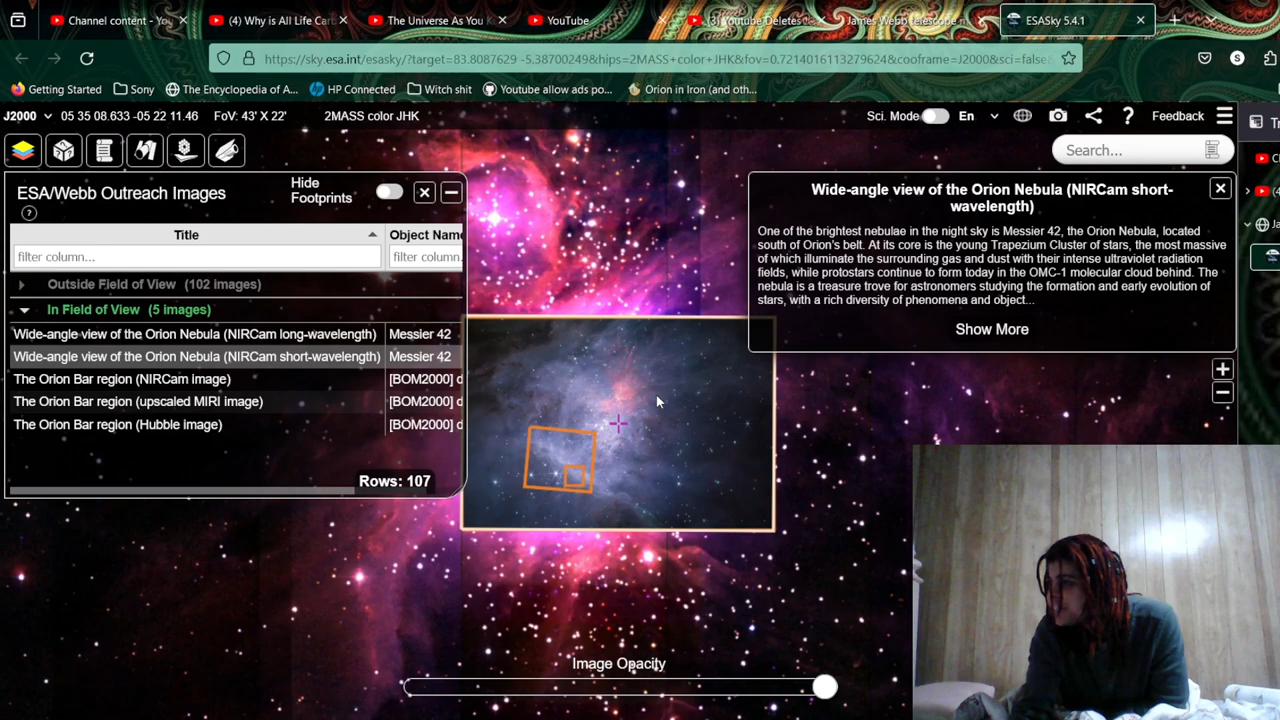 Channel content - Yo
(4) Why is All Life Car
The Universe As You K
YouTube
(3) Youtube Deletes
James Webb telescope
ESASky 5.4.1
https://sky.esa.int/esasky/?target=83.8087629 -5.38700249&hips=2MASS+color+JHK&fov=0.7214016113279624&cooframe=J2000&sci=false&
S
Getting Started
Sony
The Encyclopedia of A...
HP Connected
Witch shit
Youtube allow ads po...
Orion in Iron (and oth...
J2000 05 35 08.633 -05 22 11.46 FoV: 43' X 22' 2MASS color JHK
Sci. Mode En ? Feedback
Search...
ESA/Webb Outreach Images
Hide Footprints
?
Title Object Name
filter column... filter column.
Outside Field of View (102 images)
In Field of View (5 images)
Wide-angle view of the Orion Nebula (NIRCam long-wavelength) Messier 42
Wide-angle view of the Orion Nebula (NIRCam short-wavelength) Messier 42
The Orion Bar region (NIRCam image) [BOM2000] d
The Orion Bar region (upscaled MIRI image) [BOM2000] d
The Orion Bar region (Hubble image) [BOM2000] d
Rows: 107
Wide-angle view of the Orion Nebula (NIRCam short-
wavelength)
One of the brightest nebulae in the night sky is Messier 42, the Orion Nebula, located
south of Orion's belt. At its core is the young Trapezium Cluster of stars, the most massive
of which illuminate the surrounding gas and dust with their intense ultraviolet radiation
fields, while protostars continue to form today in the OMC-1 molecular cloud behind. The
nebula is a treasure trove for astronomers studying the formation and early evolution of
stars, with a rich diversity of phenomena and object...
Show More
Image Opacity